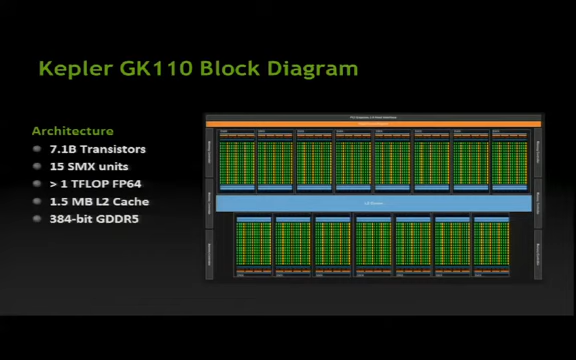 Kepler GK110 Block Diagram
Architecture
7.1B Transistors
15 SMX units
> 1 TFLOP FP64
1.5 MB L2 Cache
384-bit GDDR5